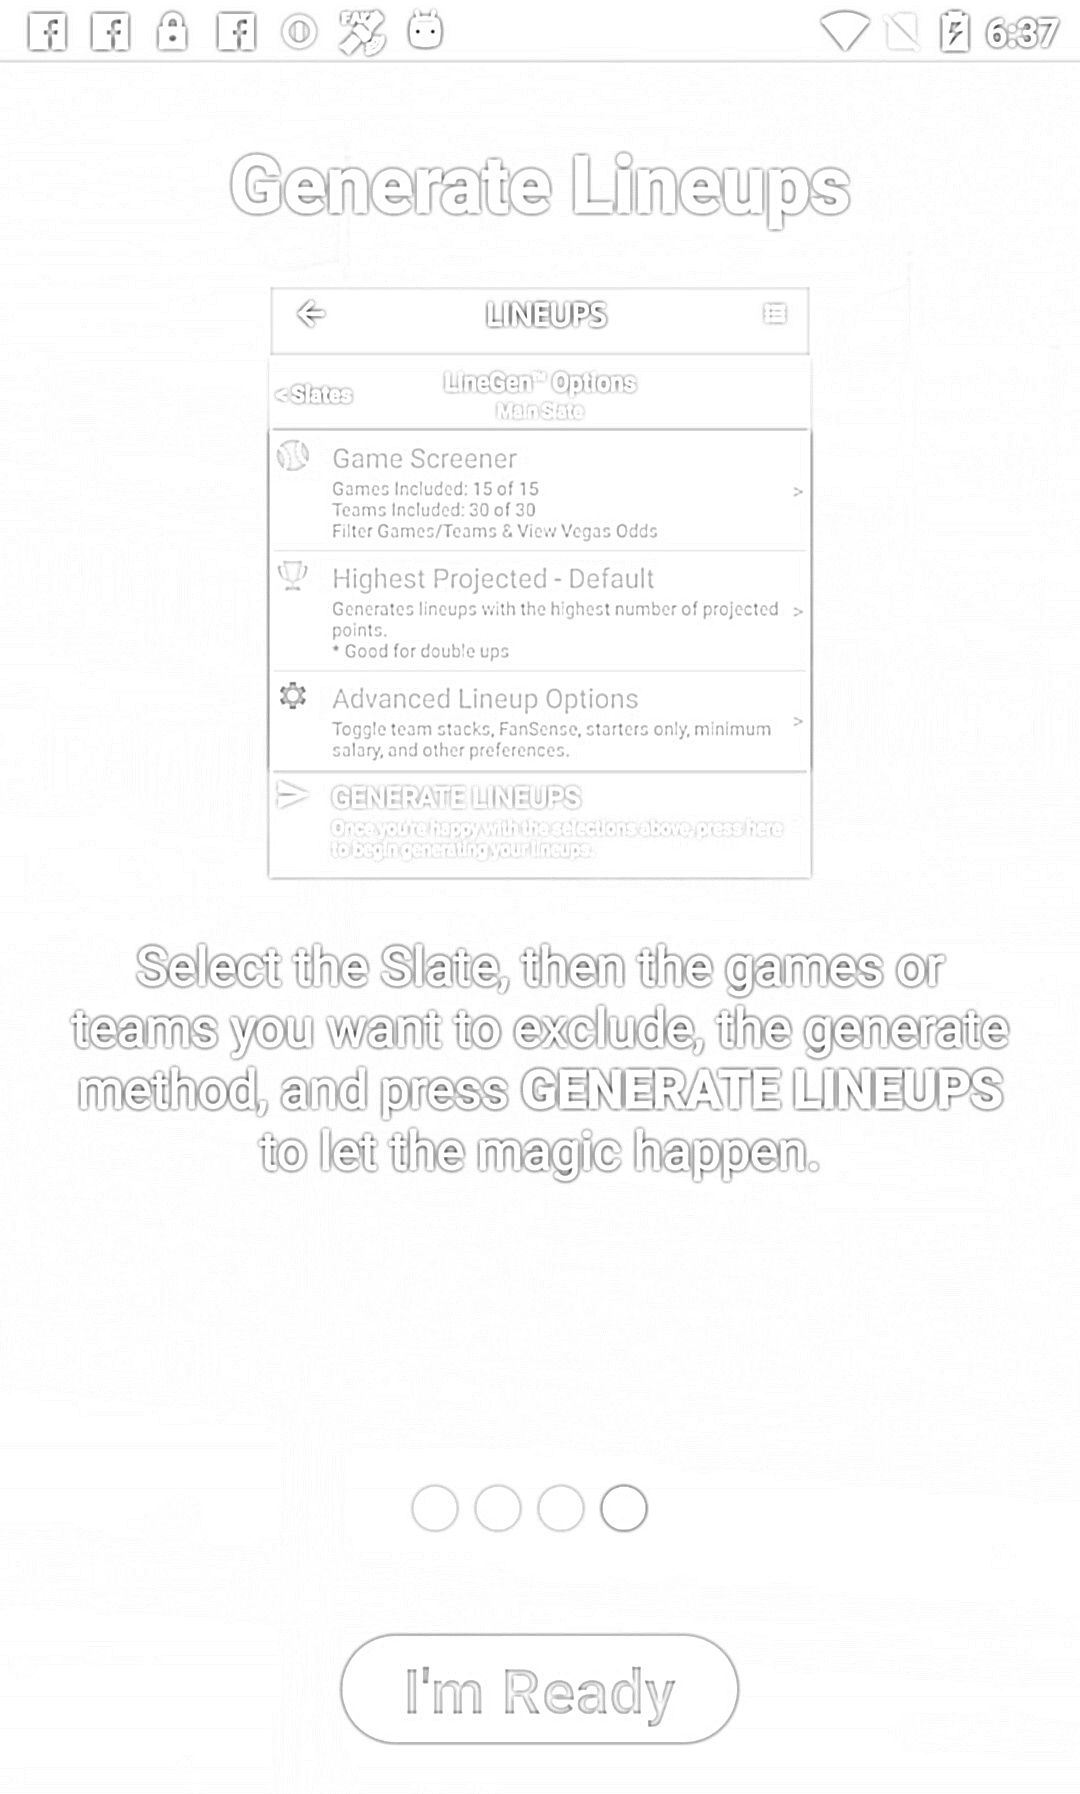 6:37
Generate Lineups
LINEUPS
< Slates
LineGen™ Options
Main Slate
Game Screener
Games Included: 15 of 15
Teams Included: 30 of 30
Filter Games/Teams & View Vegas Odds
>
Highest Projected - Default
Generates lineups with the highest number of projected
points.
* Good for double ups
>
Advanced Lineup Options
Toggle team stacks, FanSense, starters only, minimum
salary, and other preferences.
>
GENERATE LINEUPS
Once you're happy with the selections above, press here
to begin generating your lineups.
Select the Slate, then the games or
teams you want to exclude, the generate
method, and press GENERATE LINEUPS
to let the magic happen.
I'm Ready